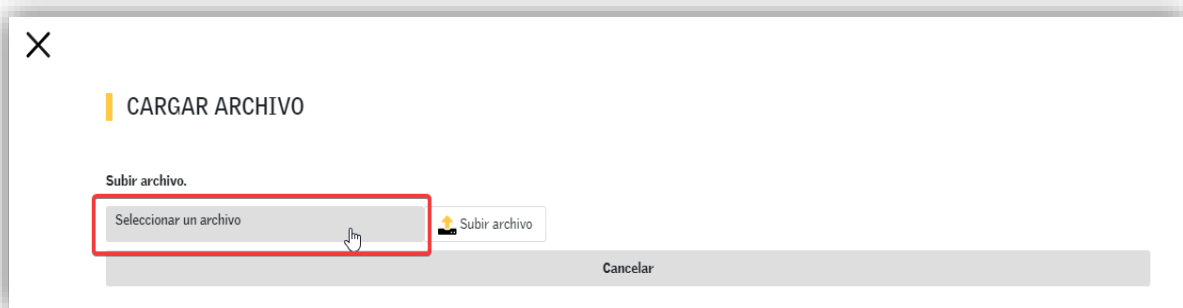 CARGAR ARCHIVO
Subir archivo.
Seleccionar un archivo
Subir archivo
Cancelar